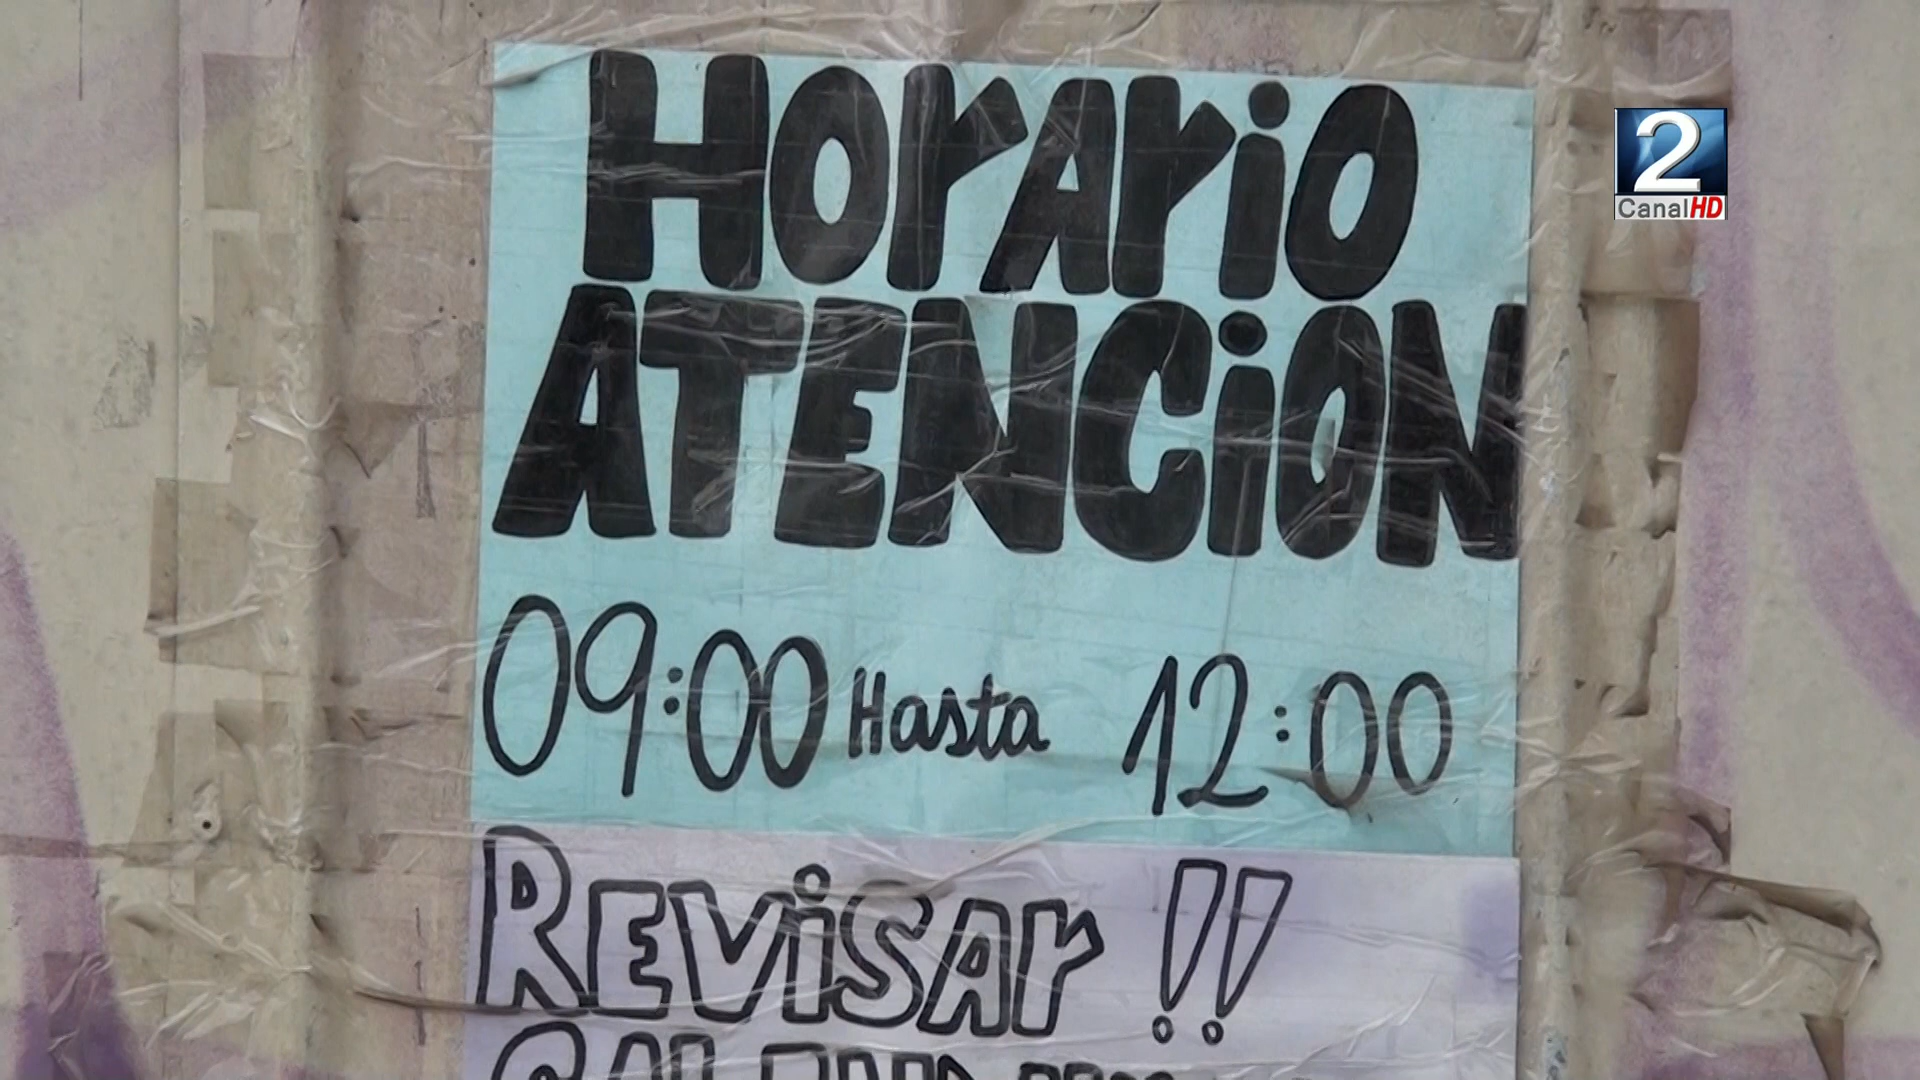 Horario
ATENCION
09:00 Hasta 12:00
REViSAr !!
2
Canal HD